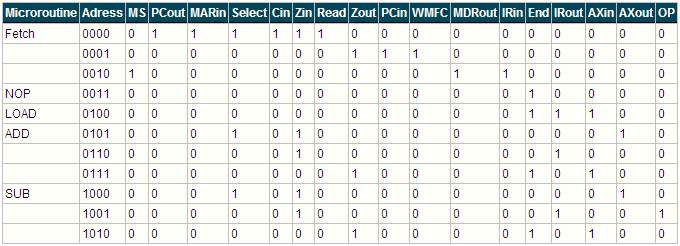 Microroutine Adress MS PCout MARin Select Cin Zin Read Zout PCin WMFC MDRout IRin End IRout AXin AXout OP
Fetch 0000 0 1 1 1 1 1 1 0 0 0 0 0 0 0 0 0 0
0001 0 0 0 0 0 0 0 1 1 1 0 0 0 0 0 0 0
0010 1 0 0 0 0 0 0 0 0 0 1 1 0 0 0 0 0
NOP 0011 0 0 0 0 0 0 0 0 0 0 0 0 1 0 0 0 0
LOAD 0100 0 0 0 0 0 0 0 0 0 0 0 0 1 1 1 0 0
ADD 0101 0 0 0 1 0 1 0 0 0 0 0 0 0 0 0 1 0
0110 0 0 0 0 0 1 0 0 0 0 0 0 0 1 0 0 0
0111 0 0 0 0 0 0 0 1 0 0 0 0 1 0 1 0 0
SUB 1000 0 0 0 1 0 1 0 0 0 0 0 0 0 0 0 1 0
1001 0 0 0 0 0 1 0 0 0 0 0 0 0 1 0 0 1
1010 0 0 0 0 0 0 0 1 0 0 0 0 1 0 1 0 0